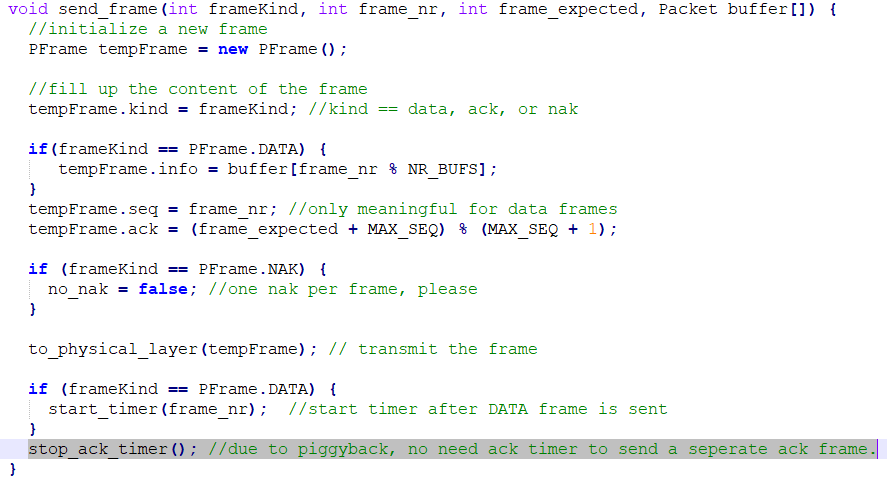 void send_frame(int frameKind, int frame_nr, int frame_expected, Packet buffer[]) {
//initialize a new frame
PFrame tempFrame = new PFrame();
//fill up the content of the frame
tempFrame.kind = frameKind; //kind == data, ack, or nak
if(frameKind == PFrame.DATA) {
tempFrame.info = buffer[frame_nr % NR_BUFS];
}
tempFrame.seq = frame_nr; //only meaningful for data frames
tempFrame.ack = (frame_expected + MAX_SEQ) % (MAX_SEQ + 1);
if (frameKind == PFrame.NAK) {
no_nak = false; //one nak per frame, please
}
to_physical_layer(tempFrame); // transmit the frame
if (frameKind == PFrame.DATA) {
start_timer(frame_nr);  //start timer after DATA frame is sent
}
stop_ack_timer(); //due to piggyback, no need ack timer to send a seperate ack frame.
}